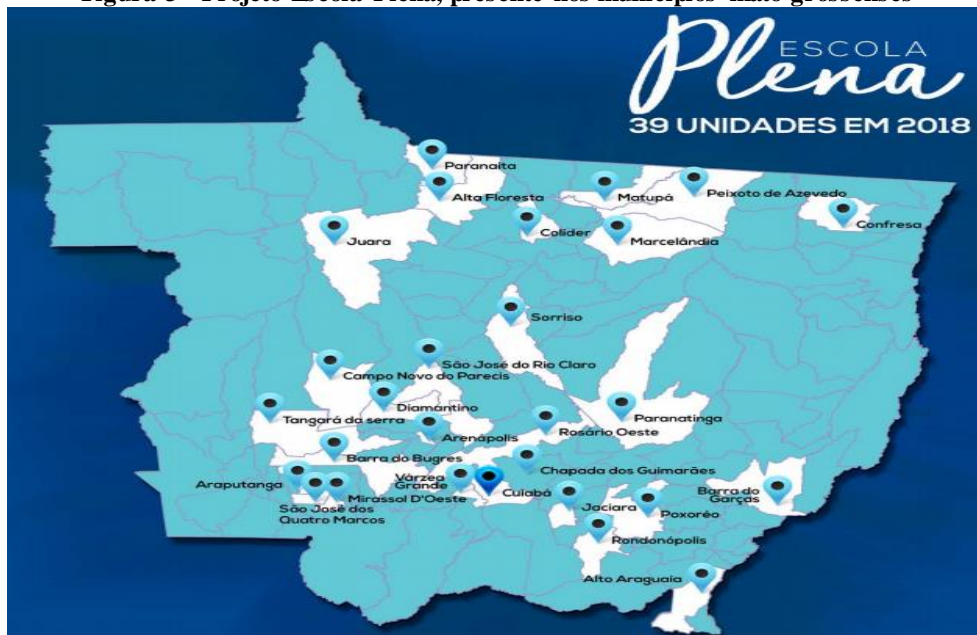 ESCOLA
Plena
39 UNIDADES EM 2018
Paranaíta
Alta Floresta
Matupá
Peixoto de Azevedo
Confresa
Juara
Colíder
Marcelândia
Sorriso
São José do Rio Claro
Campo Novo do Parecis
Diamantino
Tangará da serra
Arenápolis
Rosário Oeste
Paranatinga
Barra do Bugres
Chapada dos Guimarães
Várzea
Grande
Cuiabá
Araputanga
Mirassol D'Oeste
São José dos
Quatro Marcos
Jaciara
Poxoréo
Barra do
Garças
Rondonópolis
Alto Araguaia